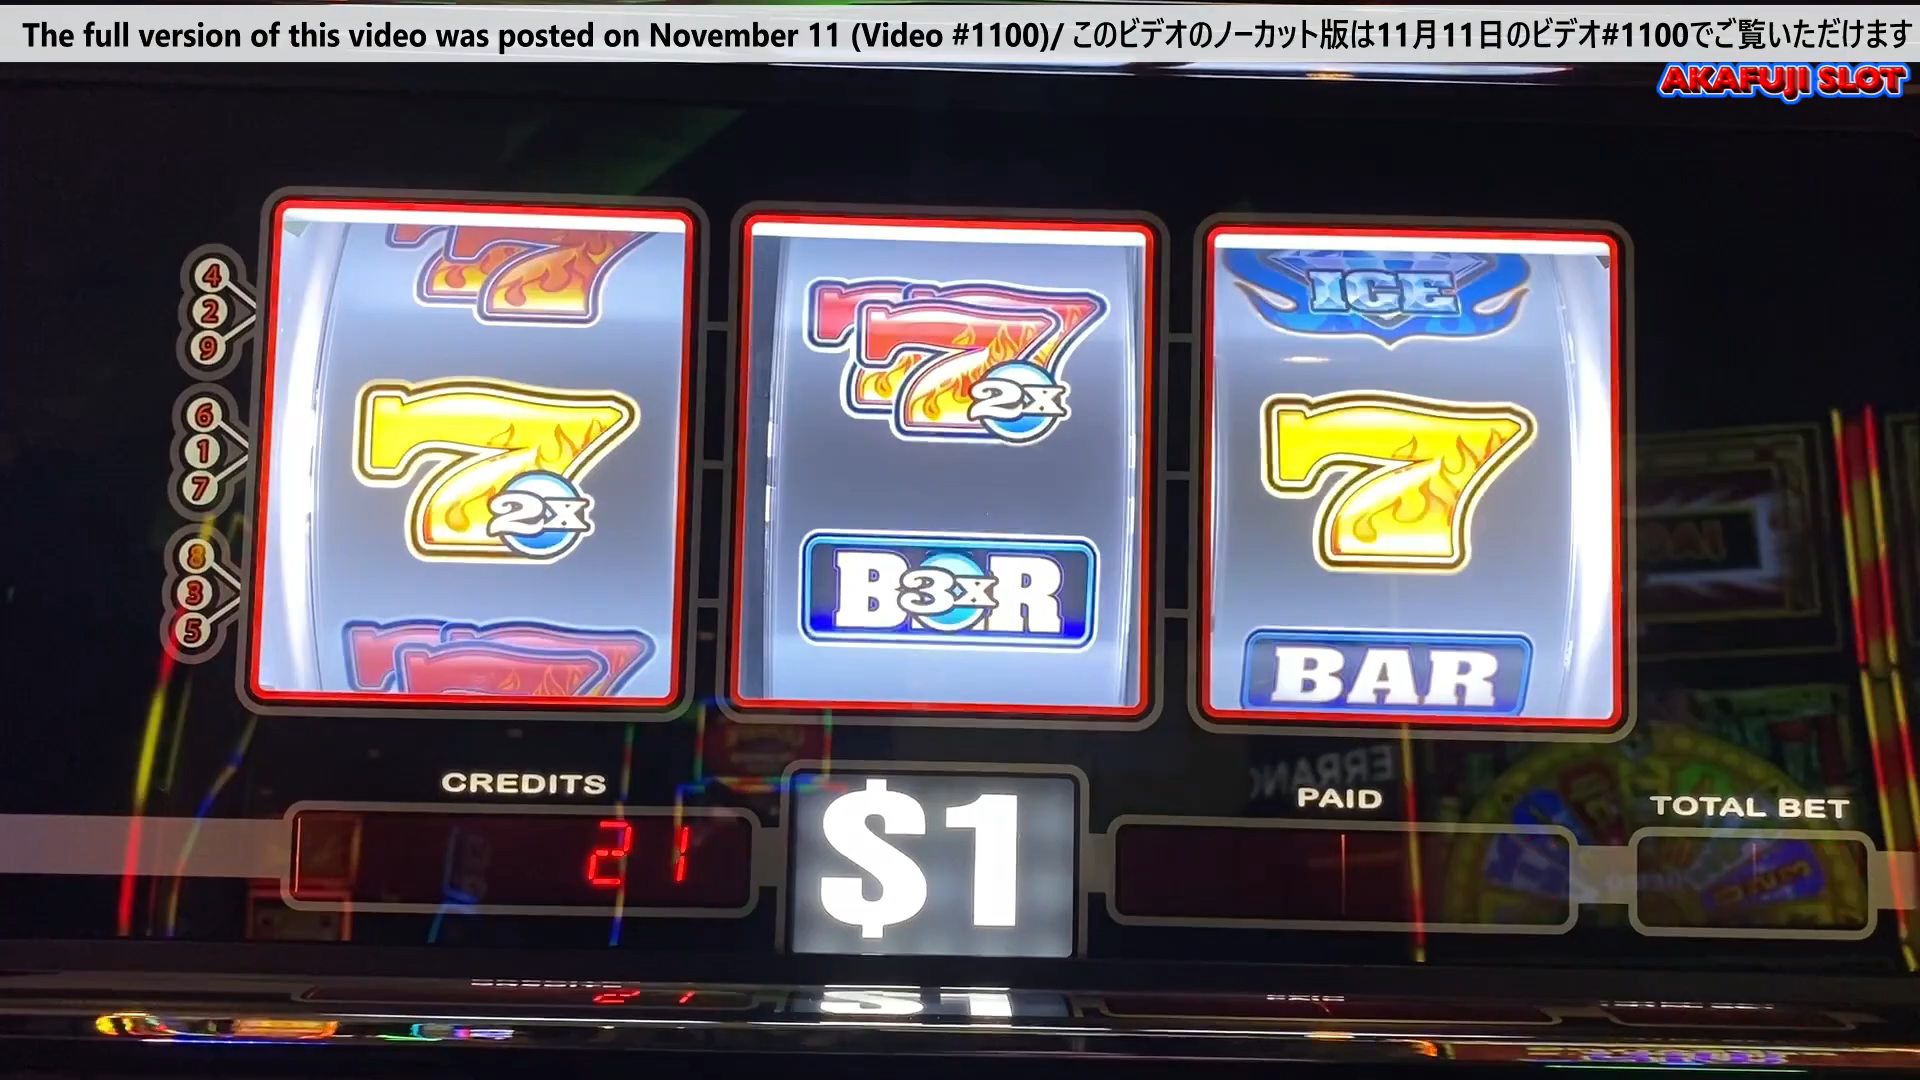 The full version of this video was posted on November 11 (Video #1100)/ このビデオのノーカット版は11月11日のビデオ#1100でご覧いただけます
AKAFUJI SLOT
4
2
9
6
1
7
8
3
5
ICE
2x
2x
B3xR
BAR
CREDITS
21
$1
PAID
TOTAL BET